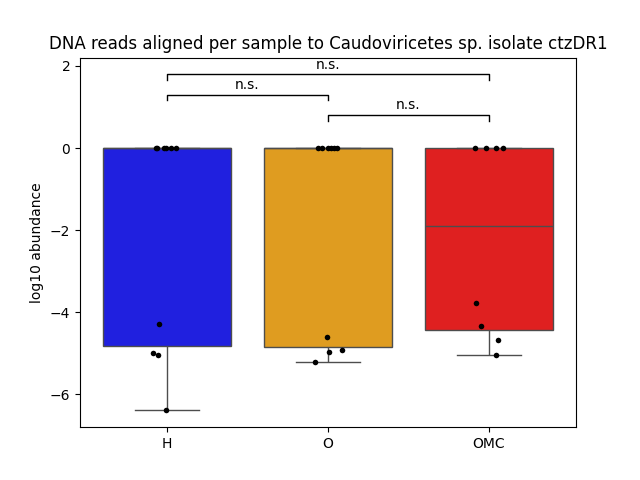 DNA reads aligned per sample to Caudoviricetes sp. isolate ctzDR1
n.s.
n.s.
n.s.
log10 abundance
2
0
−2
−4
−6
H
O
OMC